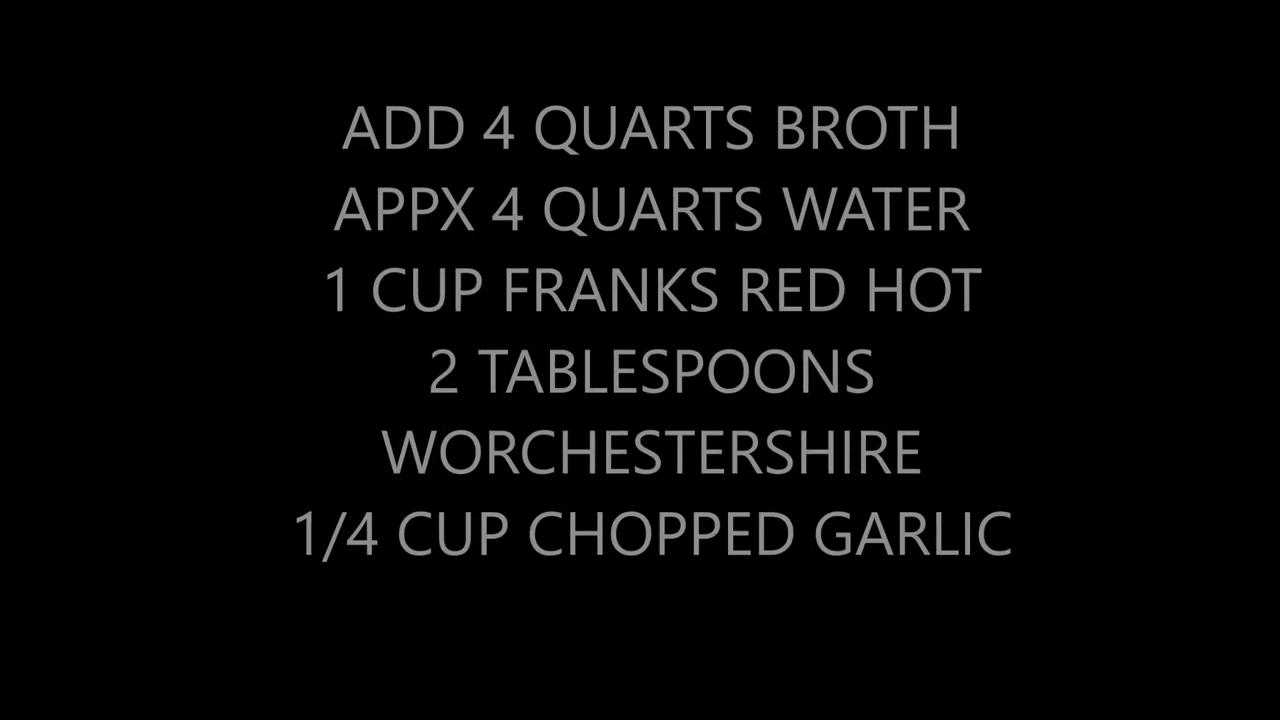 ADD 4 QUARTS BROTH
APPX 4 QUARTS WATER
1 CUP FRANKS RED HOT
2 TABLESPOONS
WORCHESTERSHIRE
1/4 CUP CHOPPED GARLIC